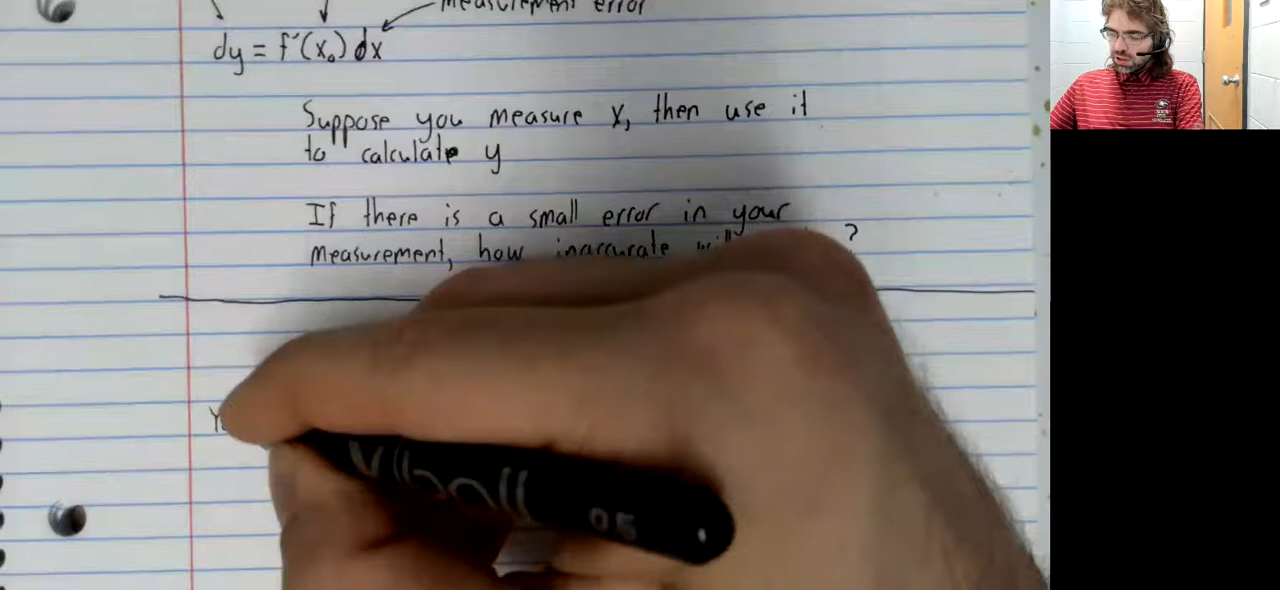 measurement error
dy = f'(x₀) dx
Suppose you measure x, then use it
to calculate y
If there is a small error in your
measurement, how inaccurate will ?